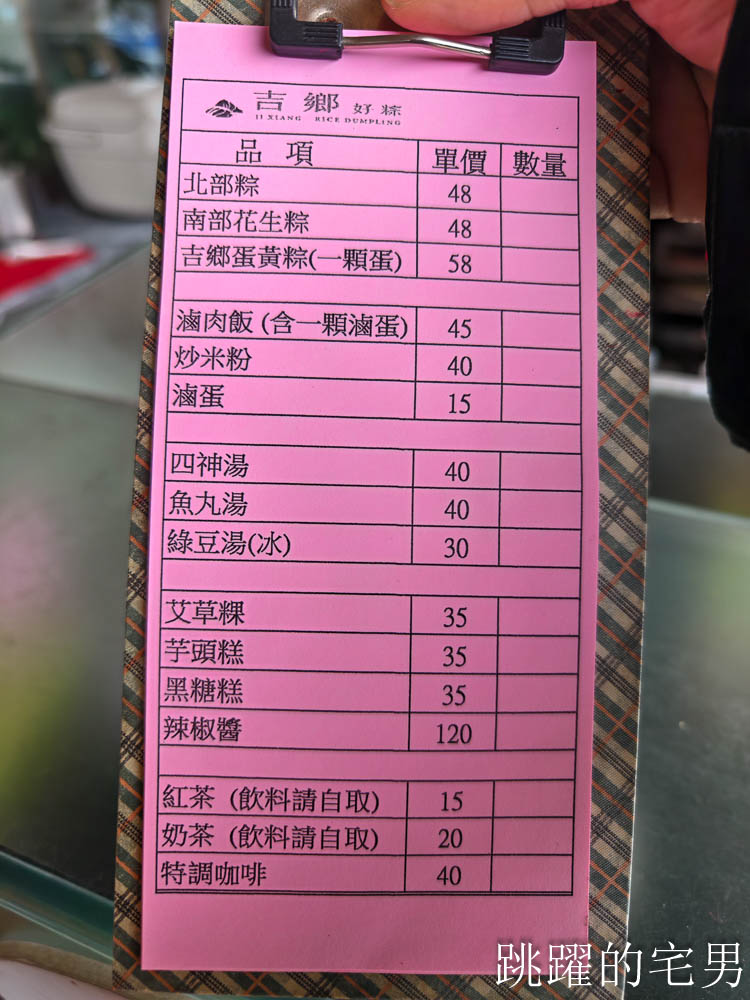 吉鄉 好粽
JI XIANG RICE DUMPLING
品項 單價 數量
北部粽 48
南部花生粽 48
吉鄉蛋黃粽(一顆蛋) 58
滷肉飯 (含一顆滷蛋) 45
炒米粉 40
滷蛋 15
四神湯 40
魚丸湯 40
綠豆湯(冰) 30
艾草粿 35
芋頭糕 35
黑糖糕 35
辣椒醬 120
紅茶 (飲料請自取) 15
奶茶 (飲料請自取) 20
特調咖啡 40
跳躍的宅男